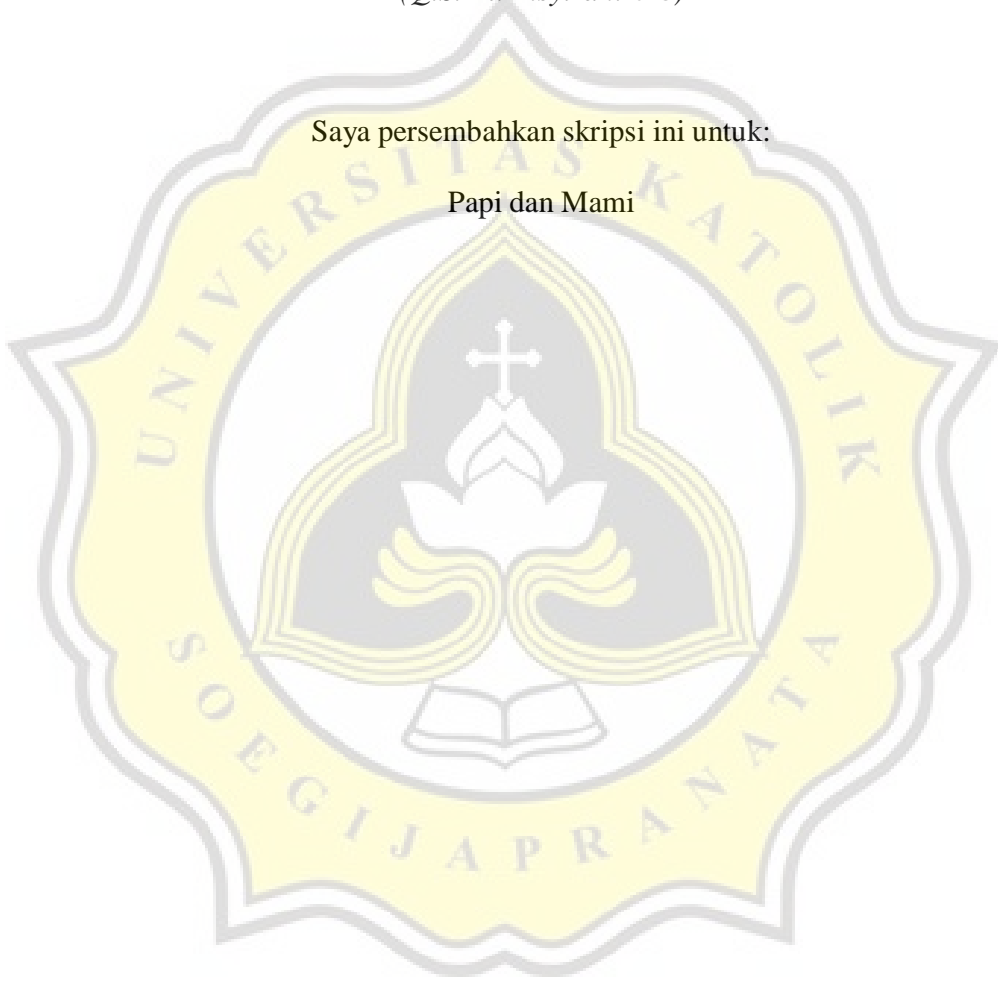 Saya persembahkan skripsi ini untuk:
Papi dan Mami
UNIVERSITAS KATOLIK
SOEGIJAPRANATA